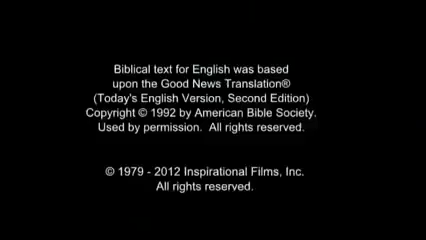 Biblical text for English was based
upon the Good News Translation®
(Today's English Version, Second Edition)
Copyright © 1992 by American Bible Society.
Used by permission.  All rights reserved.
© 1979 - 2012 Inspirational Films, Inc.
All rights reserved.